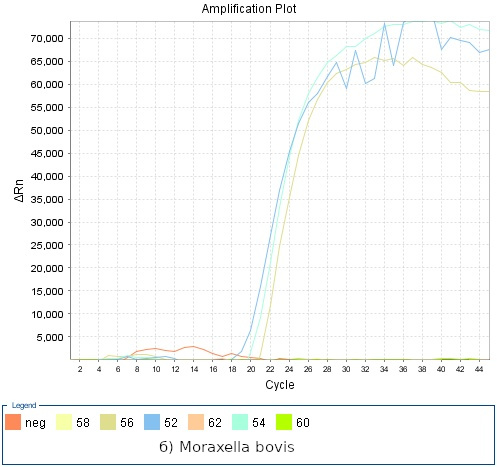 Amplification Plot
70,000
65,000
60,000
55,000
50,000
45,000
40,000
35,000
30,000
25,000
20,000
15,000
10,000
5,000
ΔRn
2 4 6 8 10 12 14 16 18 20 22 24 26 28 30 32 34 36 38 40 42 44
Cycle
Legend
neg 58 56 52 62 54 60
б) Moraxella bovis